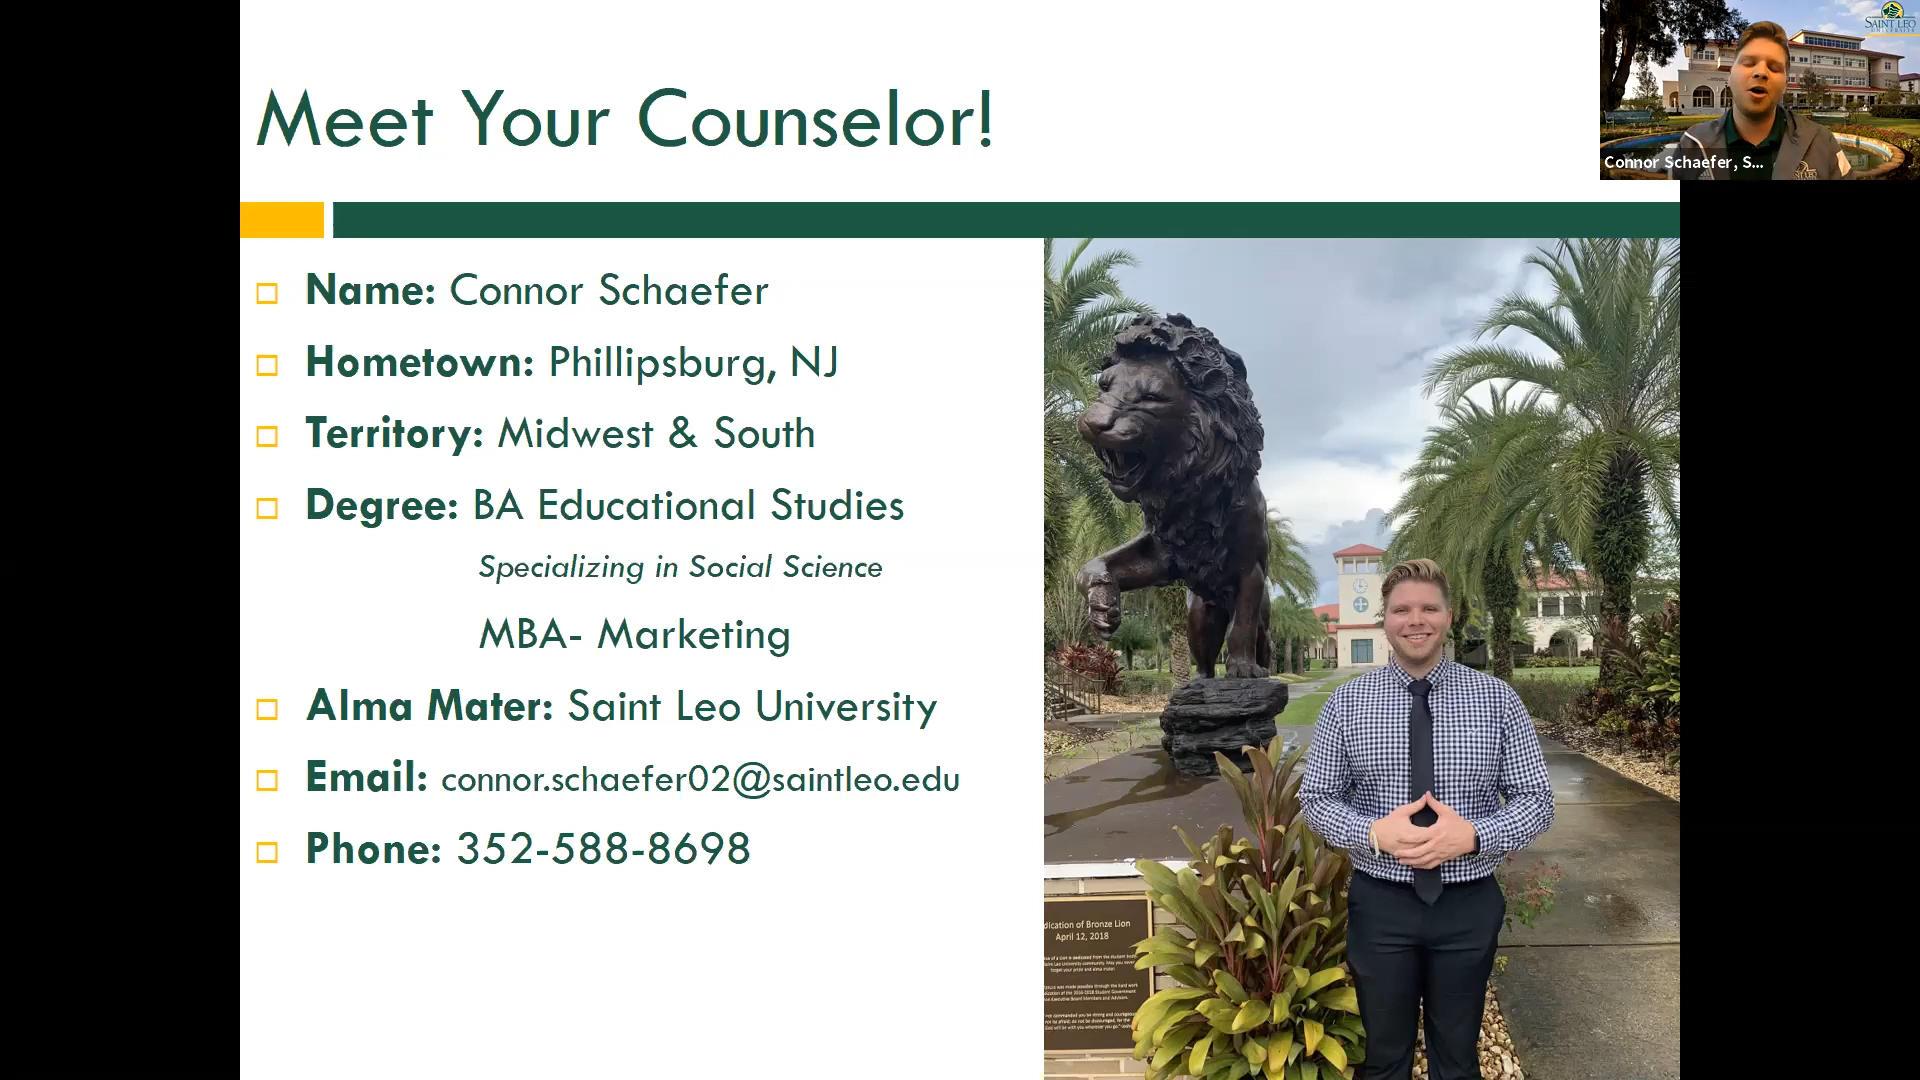 Meet Your Counselor!
SAINT LEO
UNIVERSITY
Connor Schaefer, S...
Name: Connor Schaefer
Hometown: Phillipsburg, NJ
Territory: Midwest & South
Degree: BA Educational Studies
Specializing in Social Science
MBA- Marketing
Alma Mater: Saint Leo University
Email: connor.schaefer02@saintleo.edu
Phone: 352-588-8698
dication of Bronze Lion
April 12, 2018